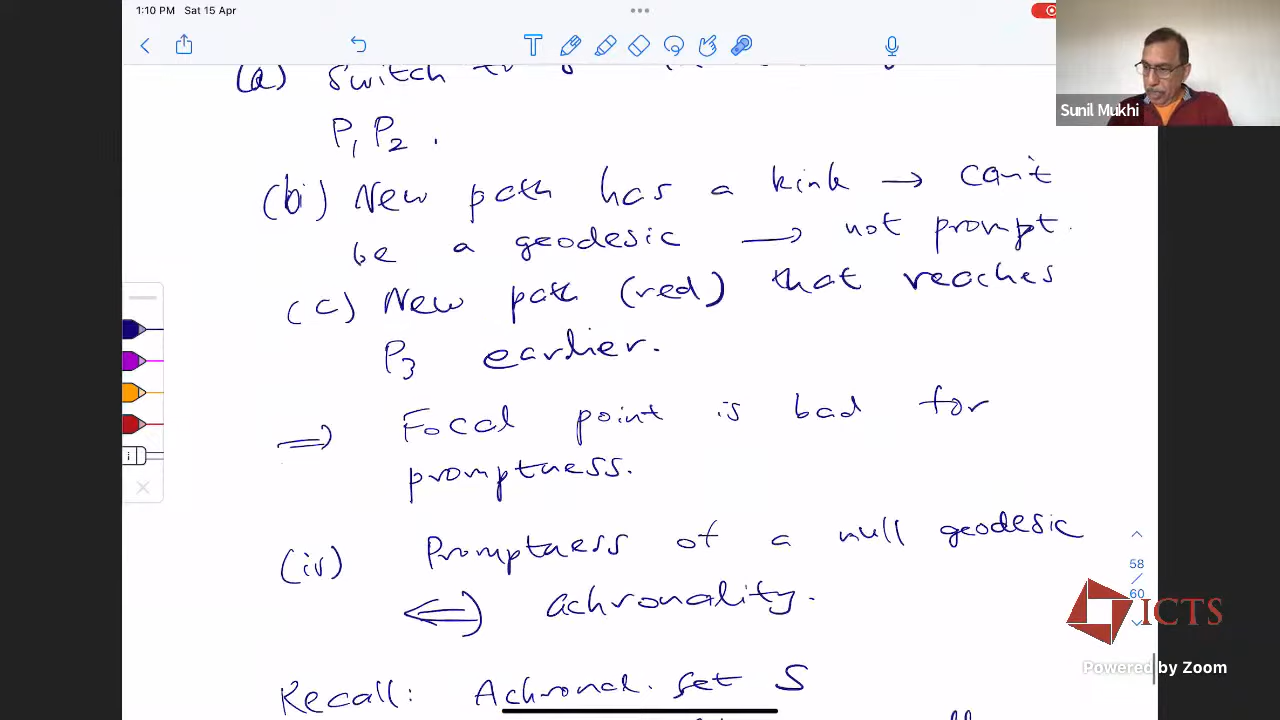 1:10 PM Sat 15 Apr
Sunil Mukhi
(a) Switch to
P1 P2 .
(b) New path has a kink → can't
be a geodesic → not prompt.
(c) New path (red) that reaches
P3 earlier.
⇒ Focal point is bad for
promptness.
(iv) Promptness of a null geodesic
⇔ achronality.
58
/
60
ICTS
Powered by Zoom
Recall: Achronal set S